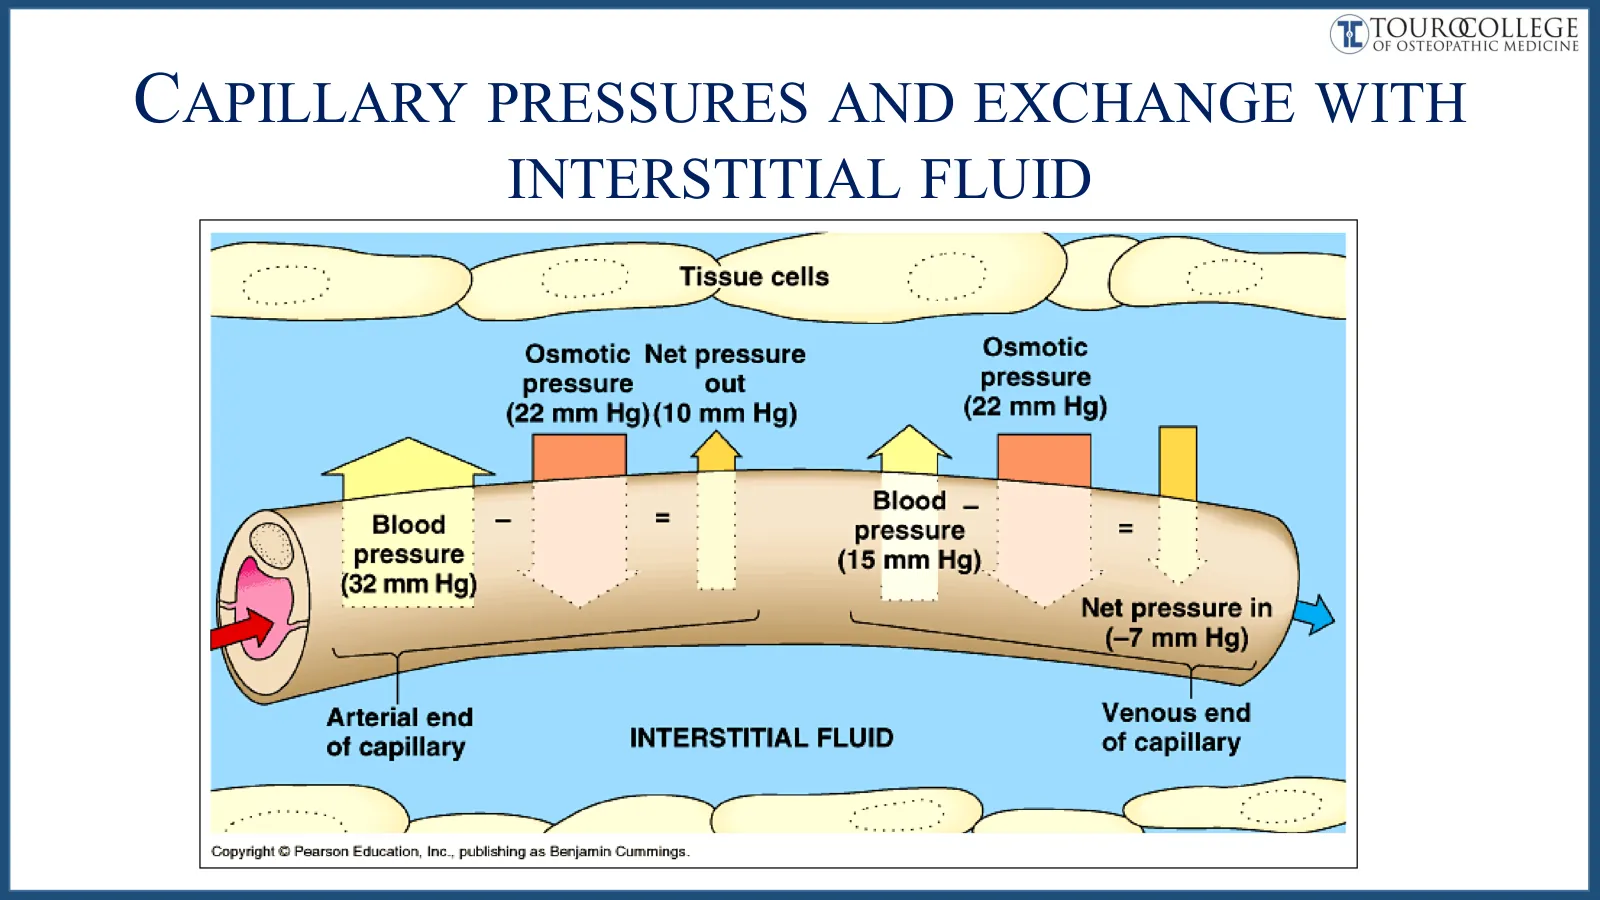 TOURO COLLEGE
OF OSTEOPATHIC MEDICINE
CAPILLARY PRESSURES AND EXCHANGE WITH
INTERSTITIAL FLUID
Tissue cells
Osmotic
pressure
(22 mm Hg)
Net pressure
out
(10 mm Hg)
Osmotic
pressure
(22 mm Hg)
Blood
pressure
(32 mm Hg)
–
=
Blood
pressure
(15 mm Hg)
–
=
Net pressure in
(–7 mm Hg)
Arterial end
of capillary
INTERSTITIAL FLUID
Venous end
of capillary
Copyright © Pearson Education, Inc., publishing as Benjamin Cummings.